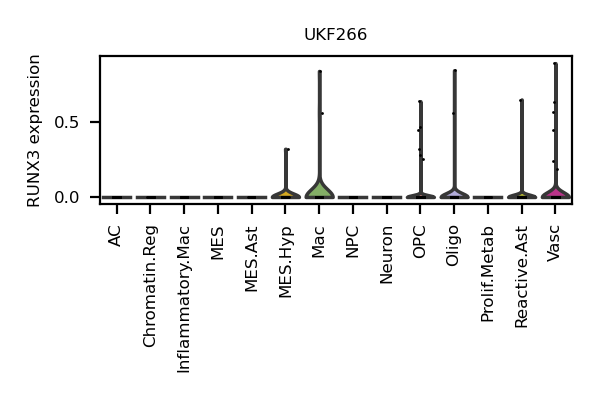 UKF266
RUNX3 expression
0.5
0.0
AC
Chromatin.Reg
Inflammatory.Mac
MES
MES.Ast
MES.Hyp
Mac
NPC
Neuron
OPC
Oligo
Prolif.Metab
Reactive.Ast
Vasc